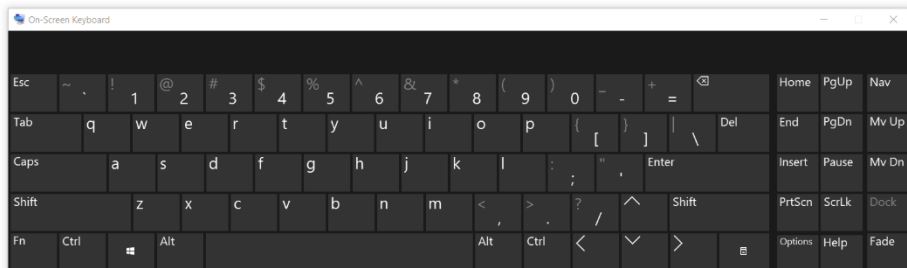 On-Screen Keyboard
Esc ~ ` ! 1 @ 2 # 3 $ 4 % 5 ^ 6 & 7 * 8 ( 9 ) 0 _ - + = Home PgUp Nav
Tab q w e r t y u i o p { [ } ] | \ Del End PgDn Mv Up
Caps a s d f g h j k l : ; " ' Enter Insert Pause Mv Dn
Shift z x c v b n m < , > . ? / Shift PrtScn ScrLk Dock
Fn Ctrl Alt Alt Ctrl Options Help Fade